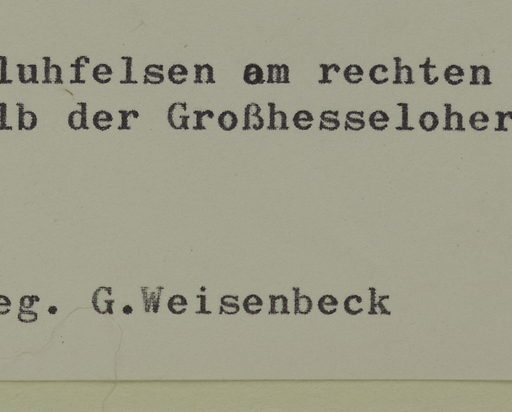 luhfelsen am rechten
lb der Großhesseloher
eg. G.Weisenbeck